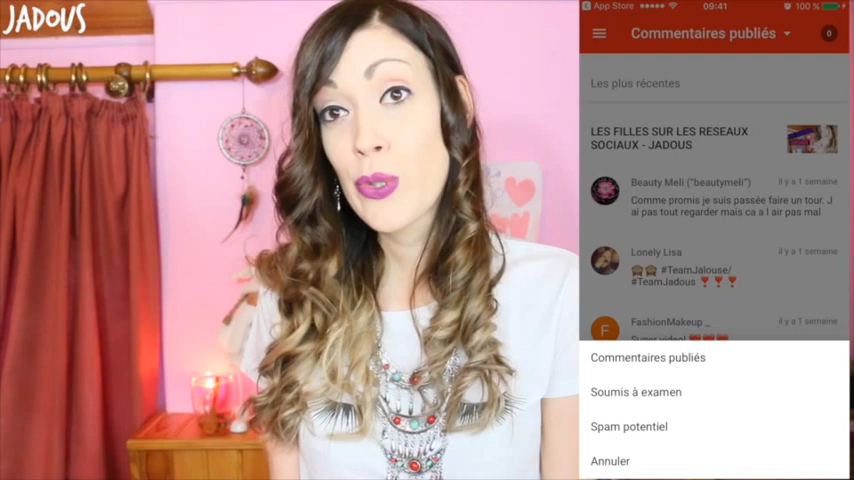 JADOUS
App Store
09:41
100 %
Commentaires publiés
0
Les plus récentes
LES FILLES SUR LES RESEAUX
SOCIAUX - JADOUS
Beauty Meli ("beautymeli")
il y a 1 semaine
Comme promis je suis passée faire un tour. J
ai pas tout regarder mais ca a l air pas mal
Lonely Lisa
il y a 1 semaine
#TeamJalouse/
#TeamJadous
F
FashionMakeup _
il y a 1 semaine
Super video!
Commentaires publiés
Soumis à examen
Spam potentiel
Annuler